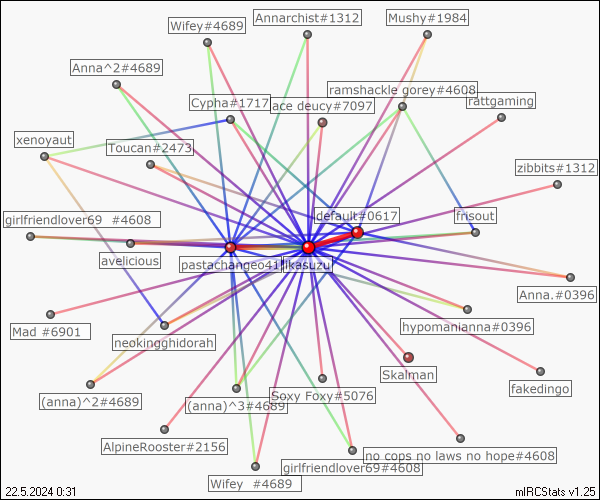 Annarchist#1312
Mushy#1984
Wifey#4689
Anna^2#4689
ramshackle gorey#4608
Cypha#1717
ace deucy#7097
rattgaming
xenoyaut
Toucan#2473
zibbits#1312
girlfriendlover69 #4608
default#0617
frisout
avelicious
pastachangeo41
ikasuzu
Anna.#0396
Mad #6901
neokingghidorah
hypomanianna#0396
Skalman
(anna)^2#4689
(anna)^3#4689
Soxy Foxy#5076
fakedingo
AlpineRooster#2156
no cops no laws no hope#4608
girlfriendlover69#4608
Wifey #4689
22.5.2024 0:31
mIRCStats v1.25